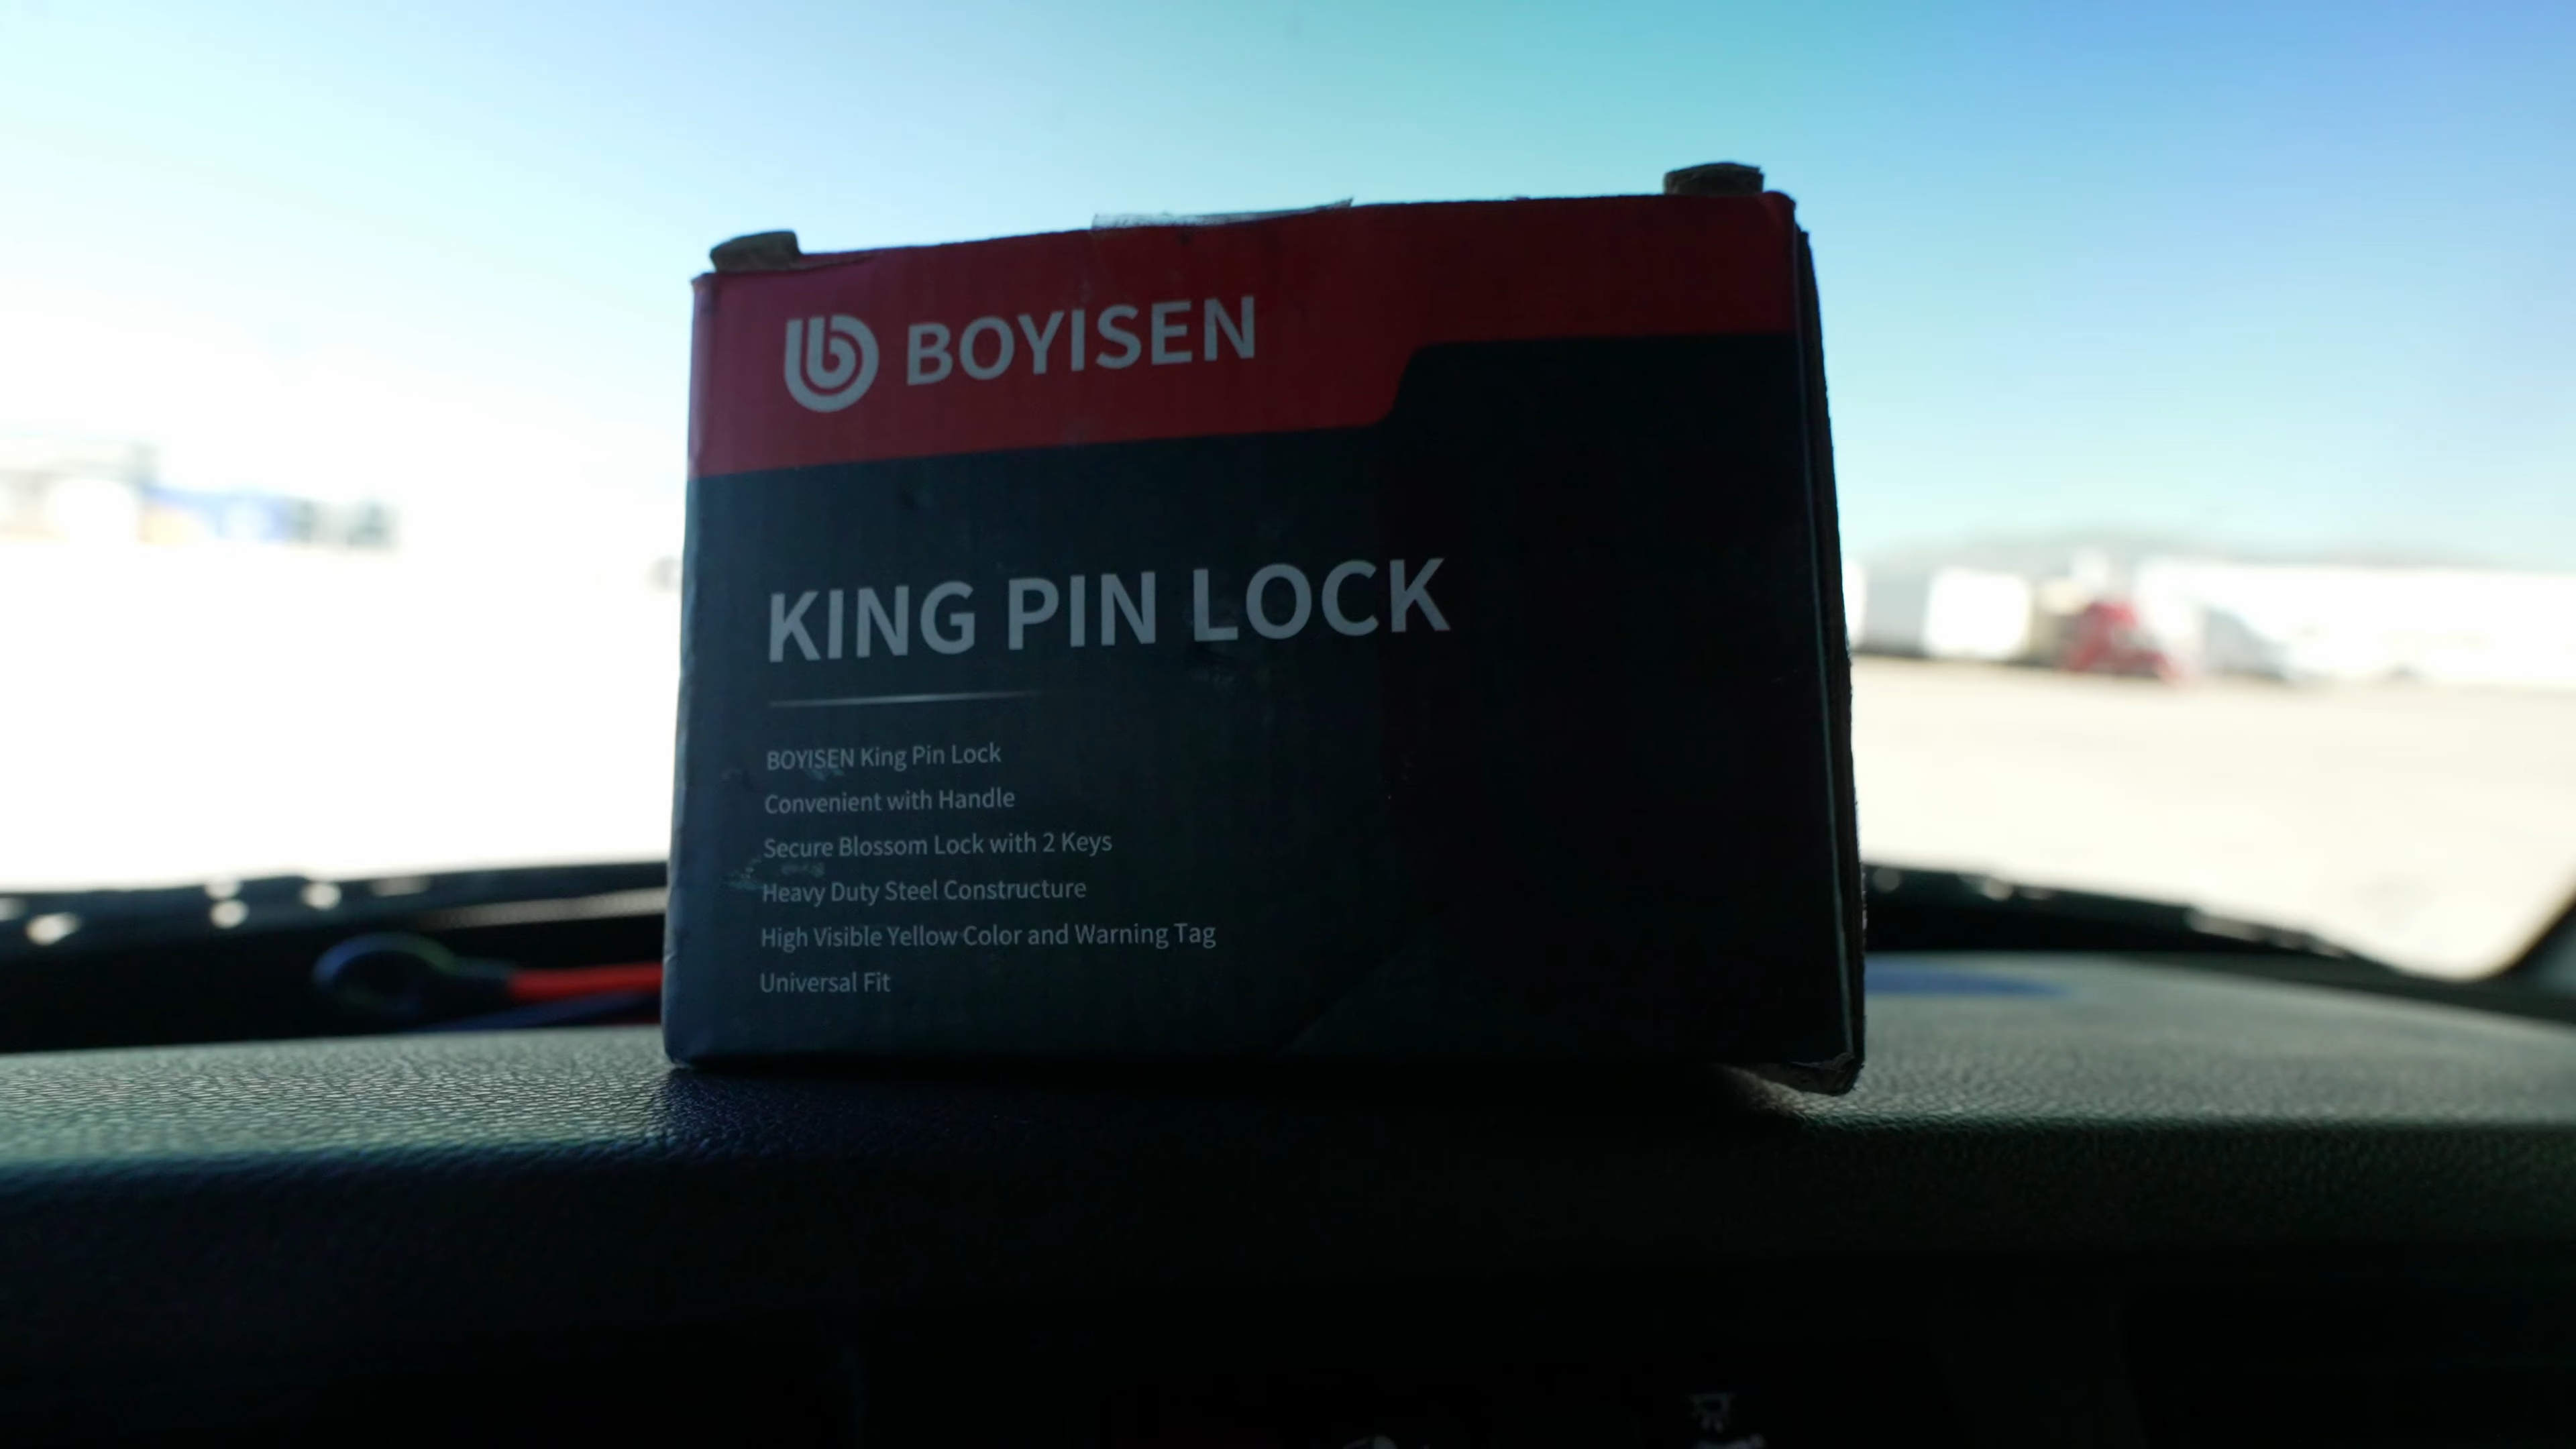 BOYISEN
KING PIN LOCK
BOYISEN King Pin Lock
Convenient with Handle
Secure Blossom Lock with 2 Keys
Heavy Duty Steel Constructure
High Visible Yellow Color and Warning Tag
Universal Fit